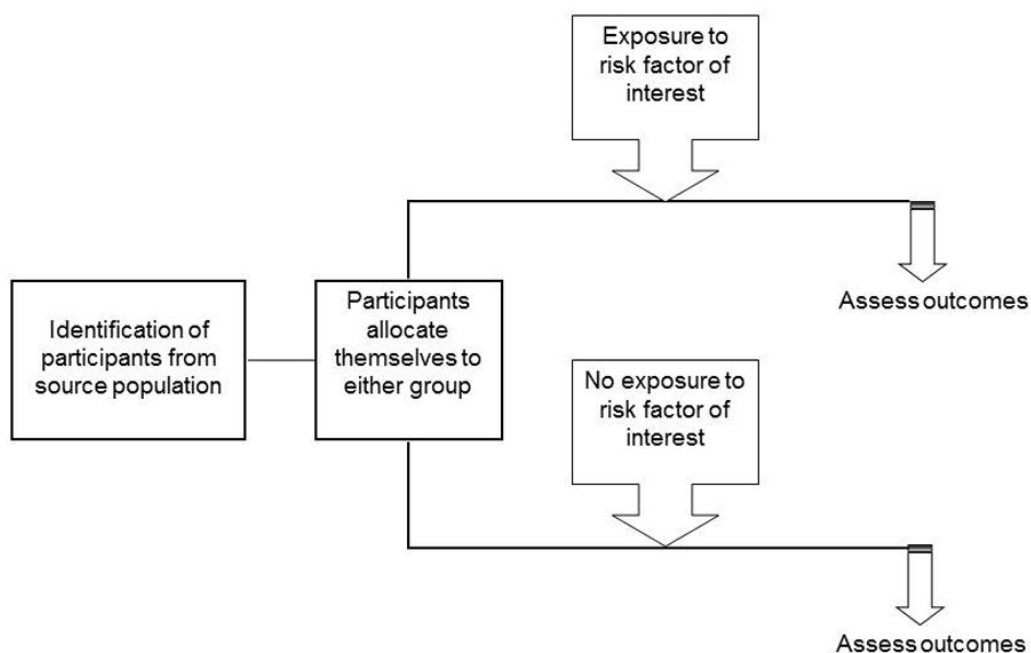 Exposure to
risk factor of
interest
Identification of
participants from
source population
Participants
allocate
themselves to
either group
Assess outcomes
No exposure to
risk factor of
interest
Assess outcomes